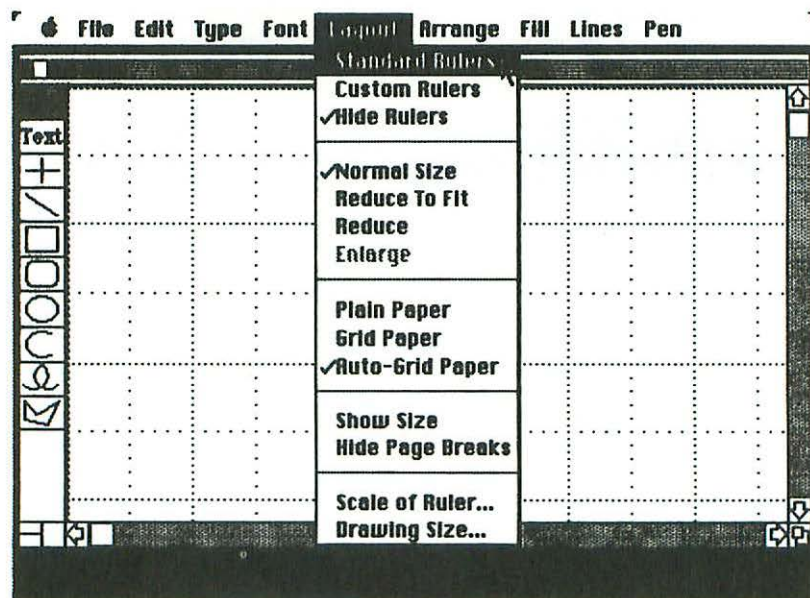 File Edit Type Font Layout Arrange Fill Lines Pen
Standard Rulers
Custom Rulers
✓Hide Rulers
✓Normal Size
Reduce To Fit
Reduce
Enlarge
Plain Paper
Grid Paper
✓Auto-Grid Paper
Show Size
Hide Page Breaks
Scale of Ruler...
Drawing Size...
Text